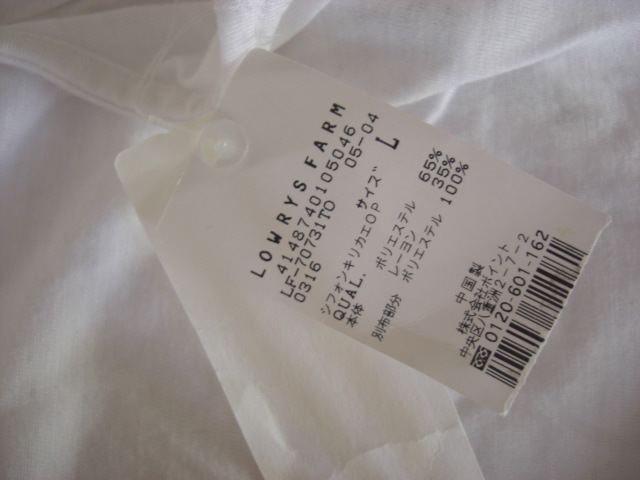 LOWRYS FARM
4148740105046
LF-70731TO 05-04
0316
シフオンキリカエOP サイズ L
QUAL.
本体 ポリエステル 65%
レーヨン 35%
別布部分 ポリエステル 100%
中国製
株式会社ポイント
中央区八重洲2-7-2
0120-601-162